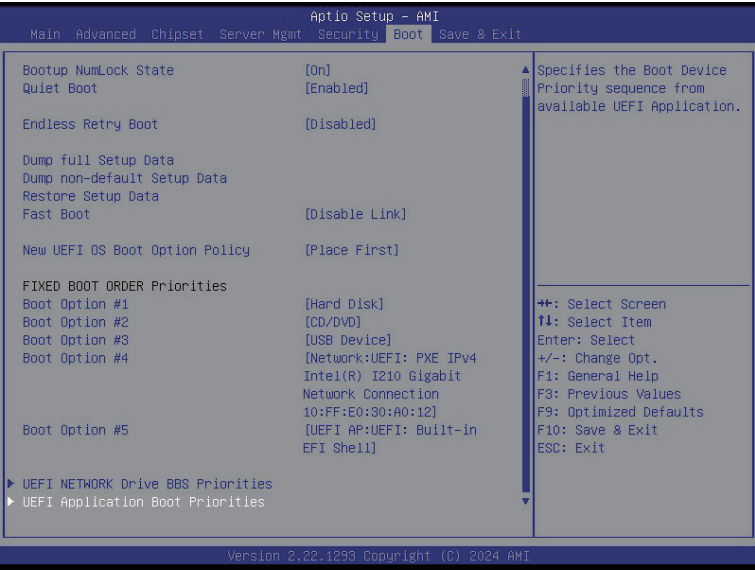 Aptio Setup – AMI
Main Advanced Chipset Server Mgmt Security Boot Save & Exit
Bootup NumLock State [On]
Quiet Boot [Enabled]
Endless Retry Boot [Disabled]
Dump full Setup Data
Dump non-default Setup Data
Restore Setup Data
Fast Boot [Disable Link]
New UEFI OS Boot Option Policy [Place First]
FIXED BOOT ORDER Priorities
Boot Option #1 [Hard Disk]
Boot Option #2 [CD/DVD]
Boot Option #3 [USB Device]
Boot Option #4 [Network:UEFI: PXE IPv4
Intel(R) I210 Gigabit
Network Connection
10:FF:E0:30:A0:12]
Boot Option #5 [UEFI AP:UEFI: Built-in
EFI Shell]
UEFI NETWORK Drive BBS Priorities
UEFI Application Boot Priorities
Specifies the Boot Device
Priority sequence from
available UEFI Application.
→←: Select Screen
↑↓: Select Item
Enter: Select
+/-: Change Opt.
F1: General Help
F3: Previous Values
F9: Optimized Defaults
F10: Save & Exit
ESC: Exit
Version 2.22.1293 Copyright (C) 2024 AMI